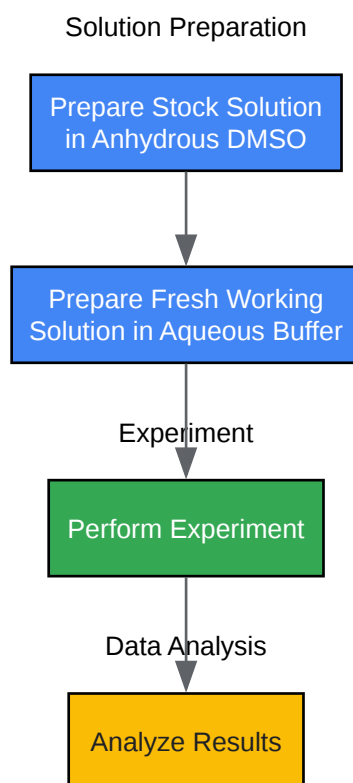 Solution Preparation
Prepare Stock Solution
in Anhydrous DMSO
Prepare Fresh Working
Solution in Aqueous Buffer
Experiment
Perform Experiment
Data Analysis
Analyze Results